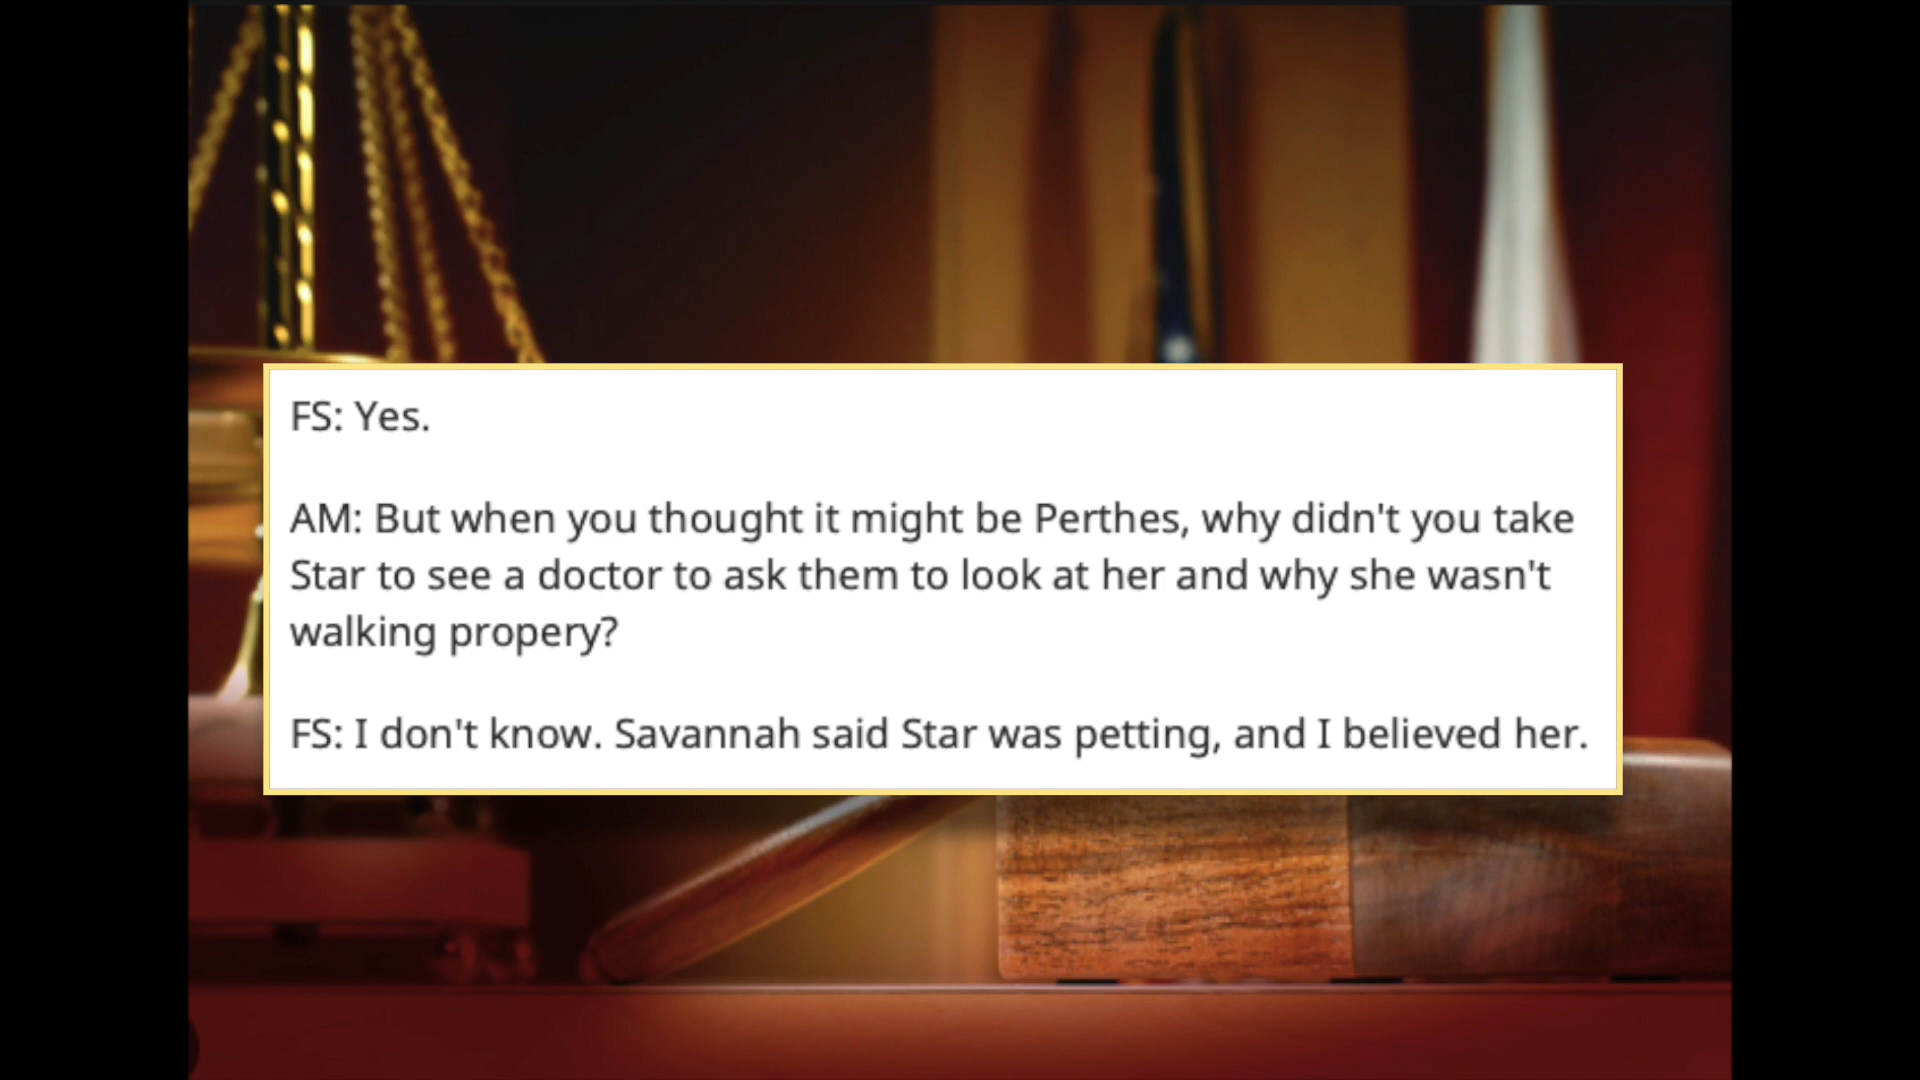 FS: Yes.
AM: But when you thought it might be Perthes, why didn't you take
Star to see a doctor to ask them to look at her and why she wasn't
walking propery?
FS: I don't know. Savannah said Star was petting, and I believed her.